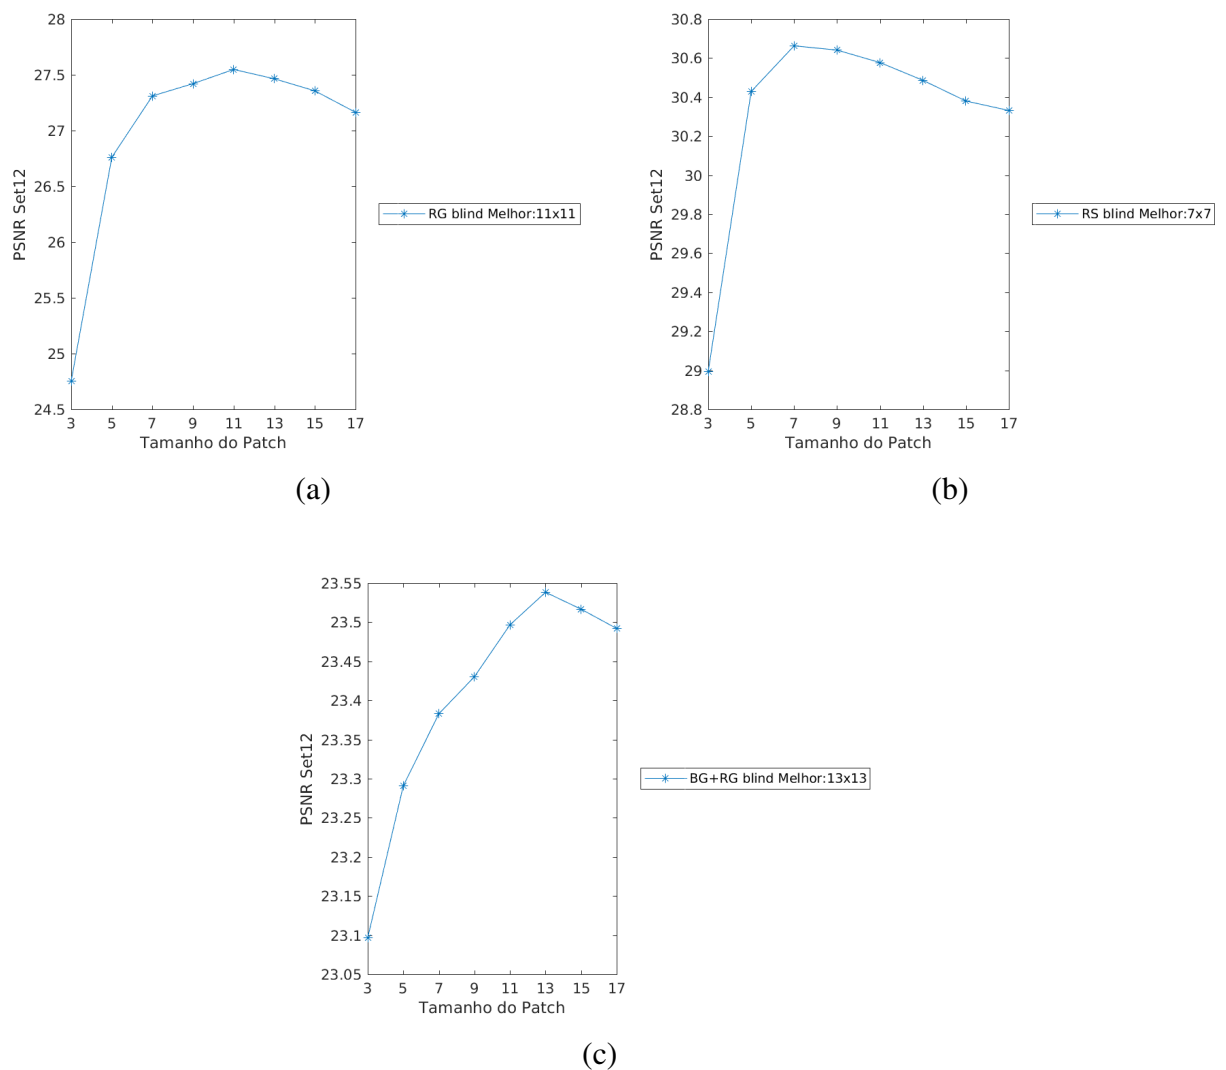 28
27.5
27
26.5
26
25.5
25
24.5
PSNR Set12
3 5 7 9 11 13 15 17
Tamanho do Patch
RG blind Melhor:11x11
(a)
30.8
30.6
30.4
30.2
30
29.8
29.6
29.4
29.2
29
28.8
PSNR Set12
3 5 7 9 11 13 15 17
Tamanho do Patch
RS blind Melhor:7x7
(b)
23.55
23.5
23.45
23.4
23.35
23.3
23.25
23.2
23.15
23.1
23.05
PSNR Set12
3 5 7 9 11 13 15 17
Tamanho do Patch
BG+RG blind Melhor:13x13
(c)